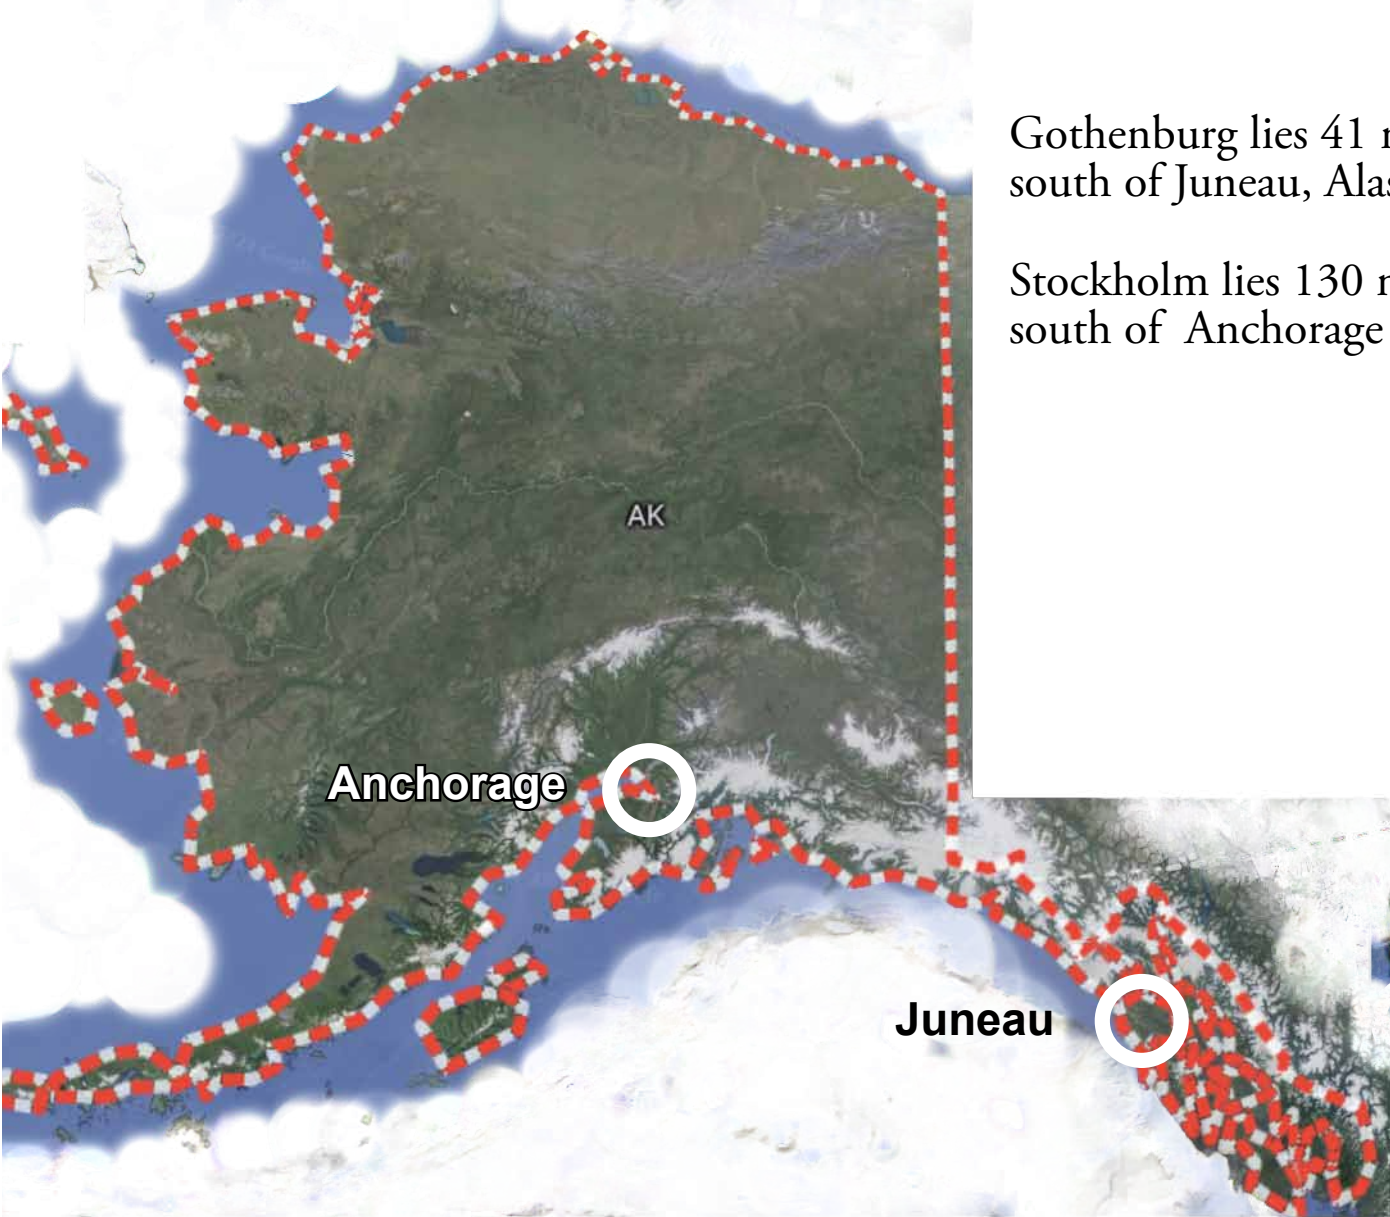 Gothenburg lies 41
south of Juneau,
Stockholm lies 130
south of Anchorage
AK
Anchorage
Juneau